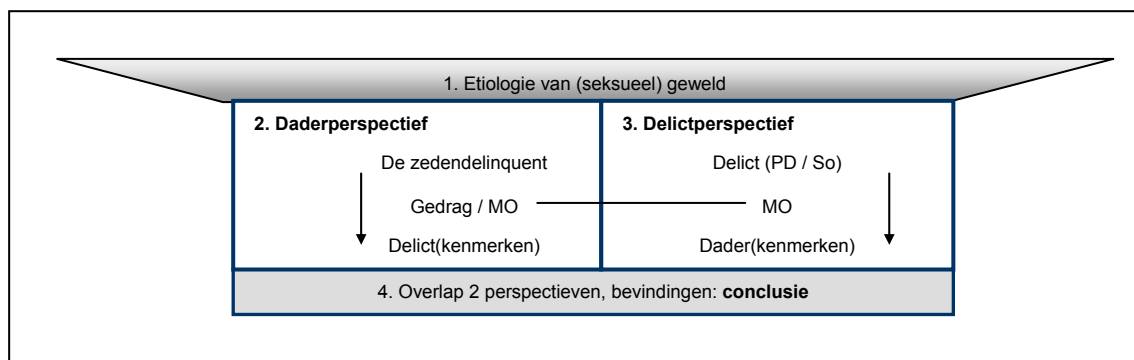 1. Etiologie van (seksueel) geweld
2. Daderperspectief
De zedendelinquent
Gedrag / MO
Delict(kenmerken)
3. Delictperspectief
Delict (PD / So)
MO
Dader(kenmerken)
4. Overlap 2 perspectieven, bevindingen: conclusie